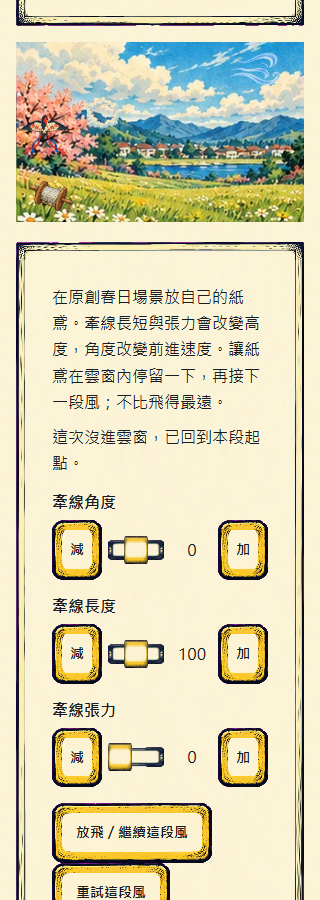 在原創春日場景放自己的紙
鳶。牽線長短與張力會改變高
度，角度改變前進速度。讓紙
鳶在雲窗內停留一下，再接下
一段風；不比飛得最遠。
這次沒進雲窗，已回到本段起
點。
牽線角度
減 0 加
牽線長度
減 100 加
牽線張力
減 0 加
放飛 / 繼續這段風
重試這段風